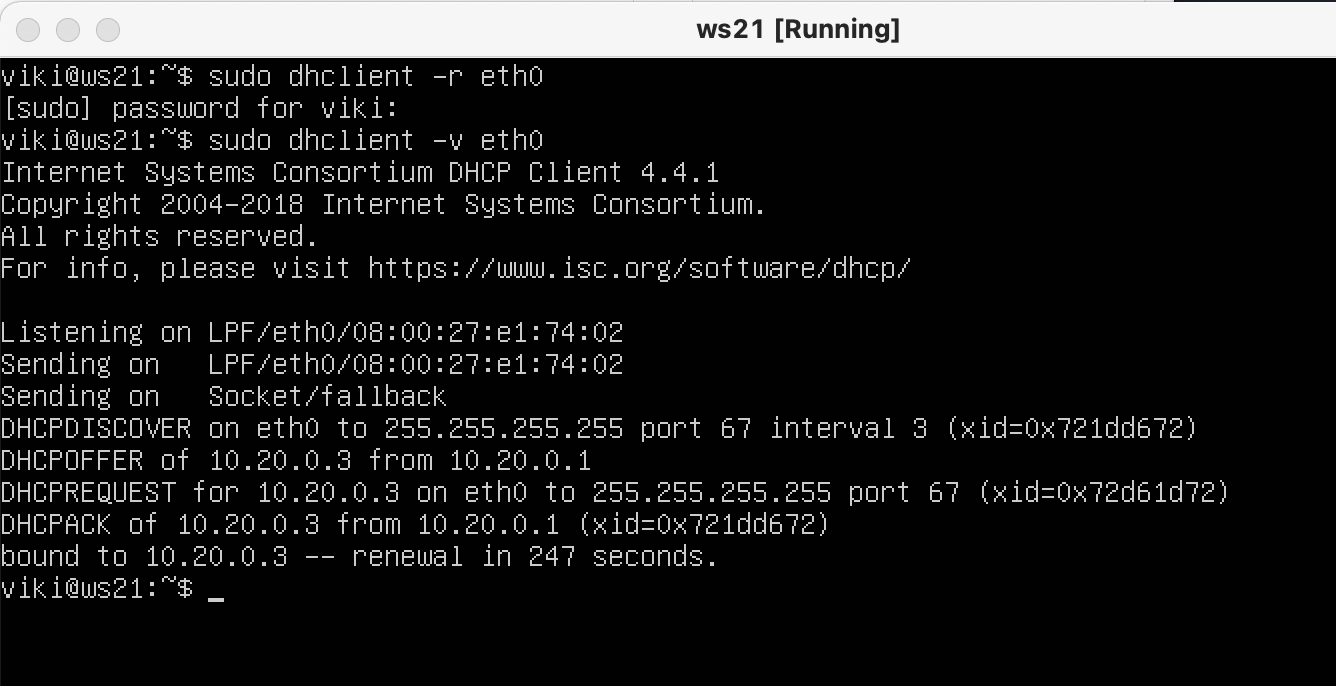 ws21 [Running]
viki@ws21:~$ sudo dhclient -r eth0
[sudo] password for viki:
viki@ws21:~$ sudo dhclient -v eth0
Internet Systems Consortium DHCP Client 4.4.1
Copyright 2004-2018 Internet Systems Consortium.
All rights reserved.
For info, please visit https://www.isc.org/software/dhcp/
Listening on LPF/eth0/08:00:27:e1:74:02
Sending on   LPF/eth0/08:00:27:e1:74:02
Sending on   Socket/fallback
DHCPDISCOVER on eth0 to 255.255.255.255 port 67 interval 3 (xid=0x721dd672)
DHCPOFFER of 10.20.0.3 from 10.20.0.1
DHCPREQUEST for 10.20.0.3 on eth0 to 255.255.255.255 port 67 (xid=0x72d61d72)
DHCPACK of 10.20.0.3 from 10.20.0.1 (xid=0x721dd672)
bound to 10.20.0.3 -- renewal in 247 seconds.
viki@ws21:~$ _